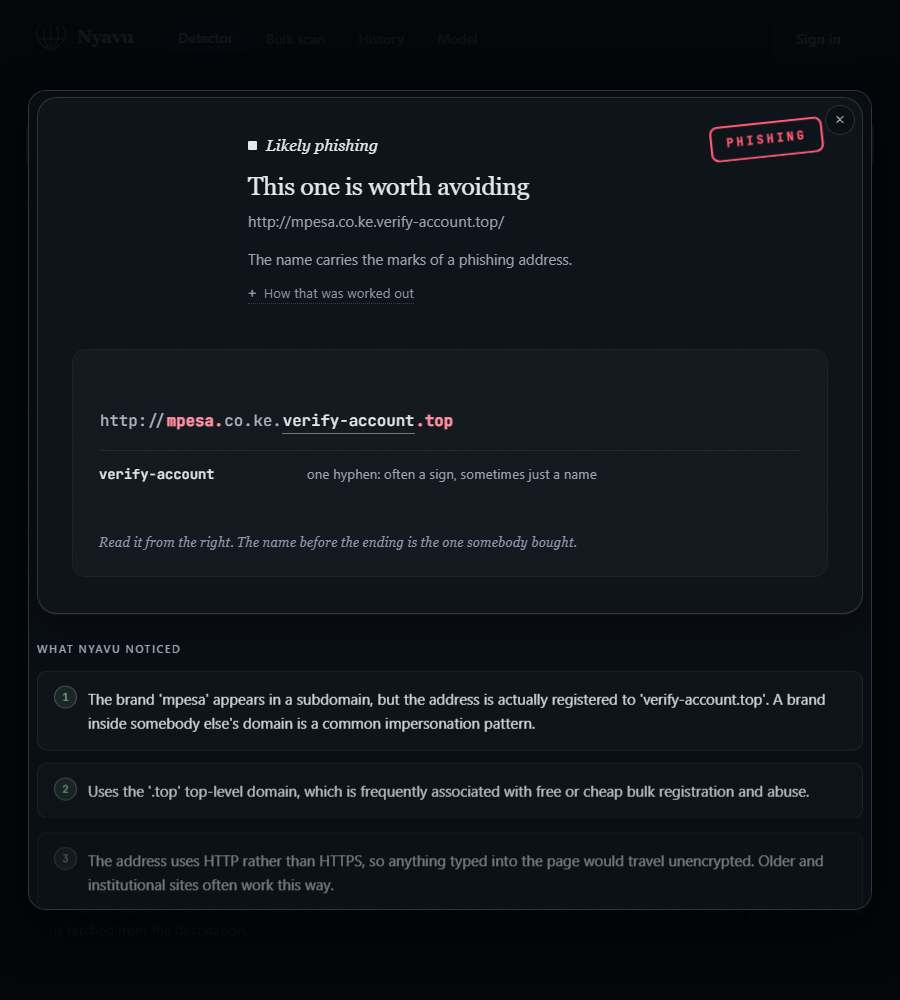 Nyavu
Detector
Bulk scan
History
Model
Sign in
×
PHISHING
Likely phishing
This one is worth avoiding
http://mpesa.co.ke.verify-account.top/
The name carries the marks of a phishing address.
+ How that was worked out
http://mpesa.co.ke.verify-account.top
verify-account one hyphen: often a sign, sometimes just a name
Read it from the right. The name before the ending is the one somebody bought.
WHAT NYAVU NOTICED
1 The brand 'mpesa' appears in a subdomain, but the address is actually registered to 'verify-account.top'. A brand
inside somebody else's domain is a common impersonation pattern.
2 Uses the '.top' top-level domain, which is frequently associated with free or cheap bulk registration and abuse.
3 The address uses HTTP rather than HTTPS, so anything typed into the page would travel unencrypted. Older and
institutional sites often work this way.
is fetched from the destination.